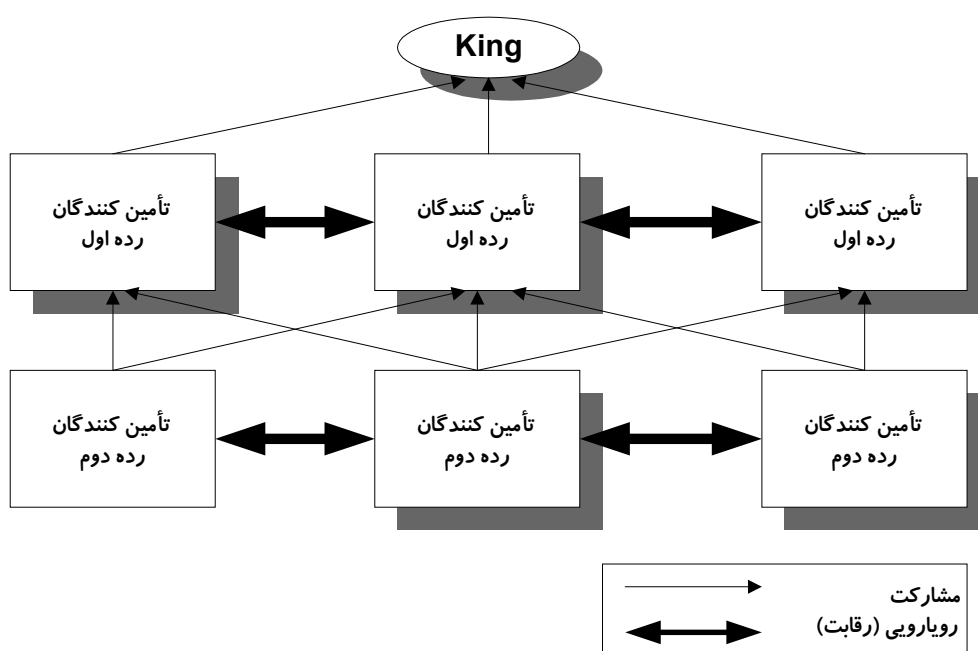 King
تأمین کنندگان
رده اول
تأمین کنندگان
رده اول
تأمین کنندگان
رده اول
تأمین کنندگان
رده دوم
تأمین کنندگان
رده دوم
تأمین کنندگان
رده دوم
مشارکت
رویارویی (رقابت)